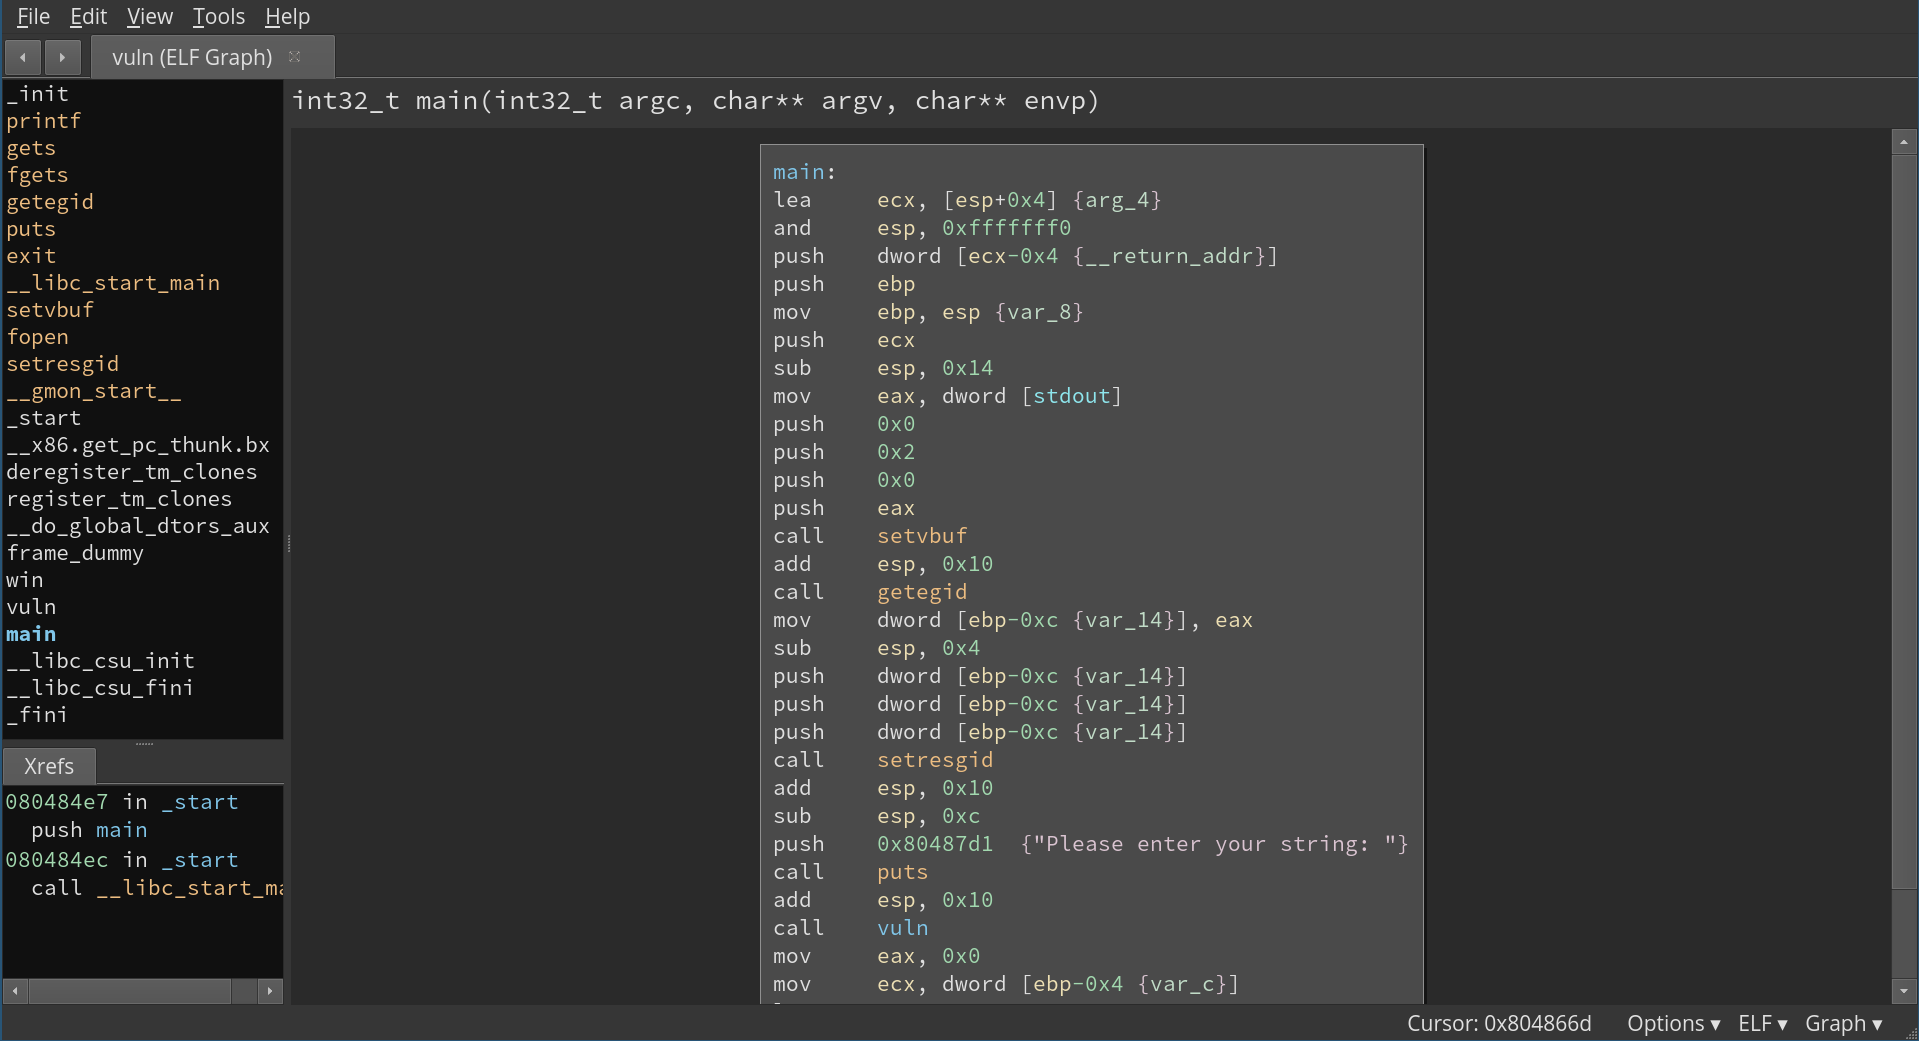 File Edit View Tools Help
vuln (ELF Graph)
_init
printf
gets
fgets
getegid
puts
exit
__libc_start_main
setvbuf
fopen
setresgid
__gmon_start__
_start
__x86.get_pc_thunk.bx
deregister_tm_clones
register_tm_clones
__do_global_dtors_aux
frame_dummy
win
vuln
main
__libc_csu_init
__libc_csu_fini
_fini
Xrefs
080484e7 in _start
push main
080484ec in _start
call __libc_start_ma
int32_t main(int32_t argc, char** argv, char** envp)
main:
lea ecx, [esp+0x4] {arg_4}
and esp, 0xfffffff0
push dword [ecx-0x4 {__return_addr}]
push ebp
mov ebp, esp {var_8}
push ecx
sub esp, 0x14
mov eax, dword [stdout]
push 0x0
push 0x2
push 0x0
push eax
call setvbuf
add esp, 0x10
call getegid
mov dword [ebp-0xc {var_14}], eax
sub esp, 0x4
push dword [ebp-0xc {var_14}]
push dword [ebp-0xc {var_14}]
push dword [ebp-0xc {var_14}]
call setresgid
add esp, 0x10
sub esp, 0xc
push 0x80487d1 {"Please enter your string: "}
call puts
add esp, 0x10
call vuln
mov eax, 0x0
mov ecx, dword [ebp-0x4 {var_c}]
Cursor: 0x804866d Options ▾ ELF ▾ Graph ▾